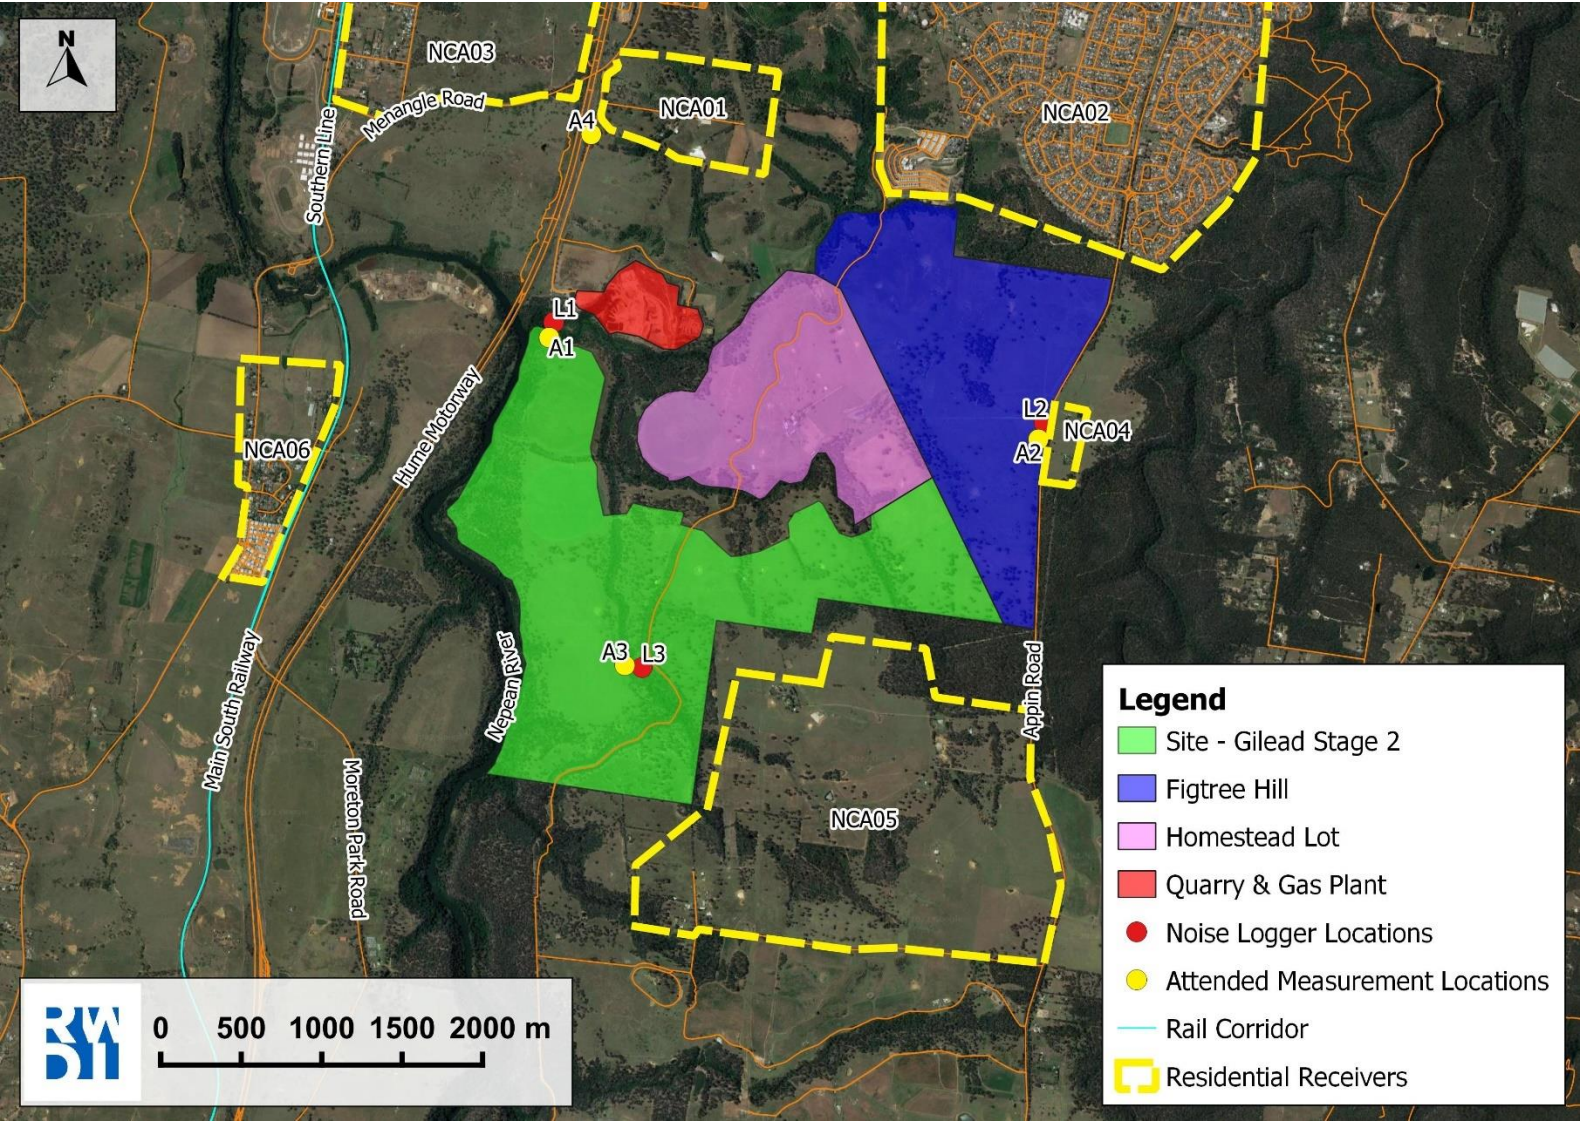 N
NCA03
Menangle Road
Southern Line
A4
NCA01
NCA02
L1
A1
Hume Motorway
NCA06
L2
NCA04
A2
A3
L3
Nepean River
Main South Railway
Moreton Park Road
Appin Road
NCA05
Legend
Site - Gilead Stage 2
Figtree Hill
Homestead Lot
Quarry & Gas Plant
Noise Logger Locations
Attended Measurement Locations
Rail Corridor
Residential Receivers
RWDI
0 500 1000 1500 2000 m